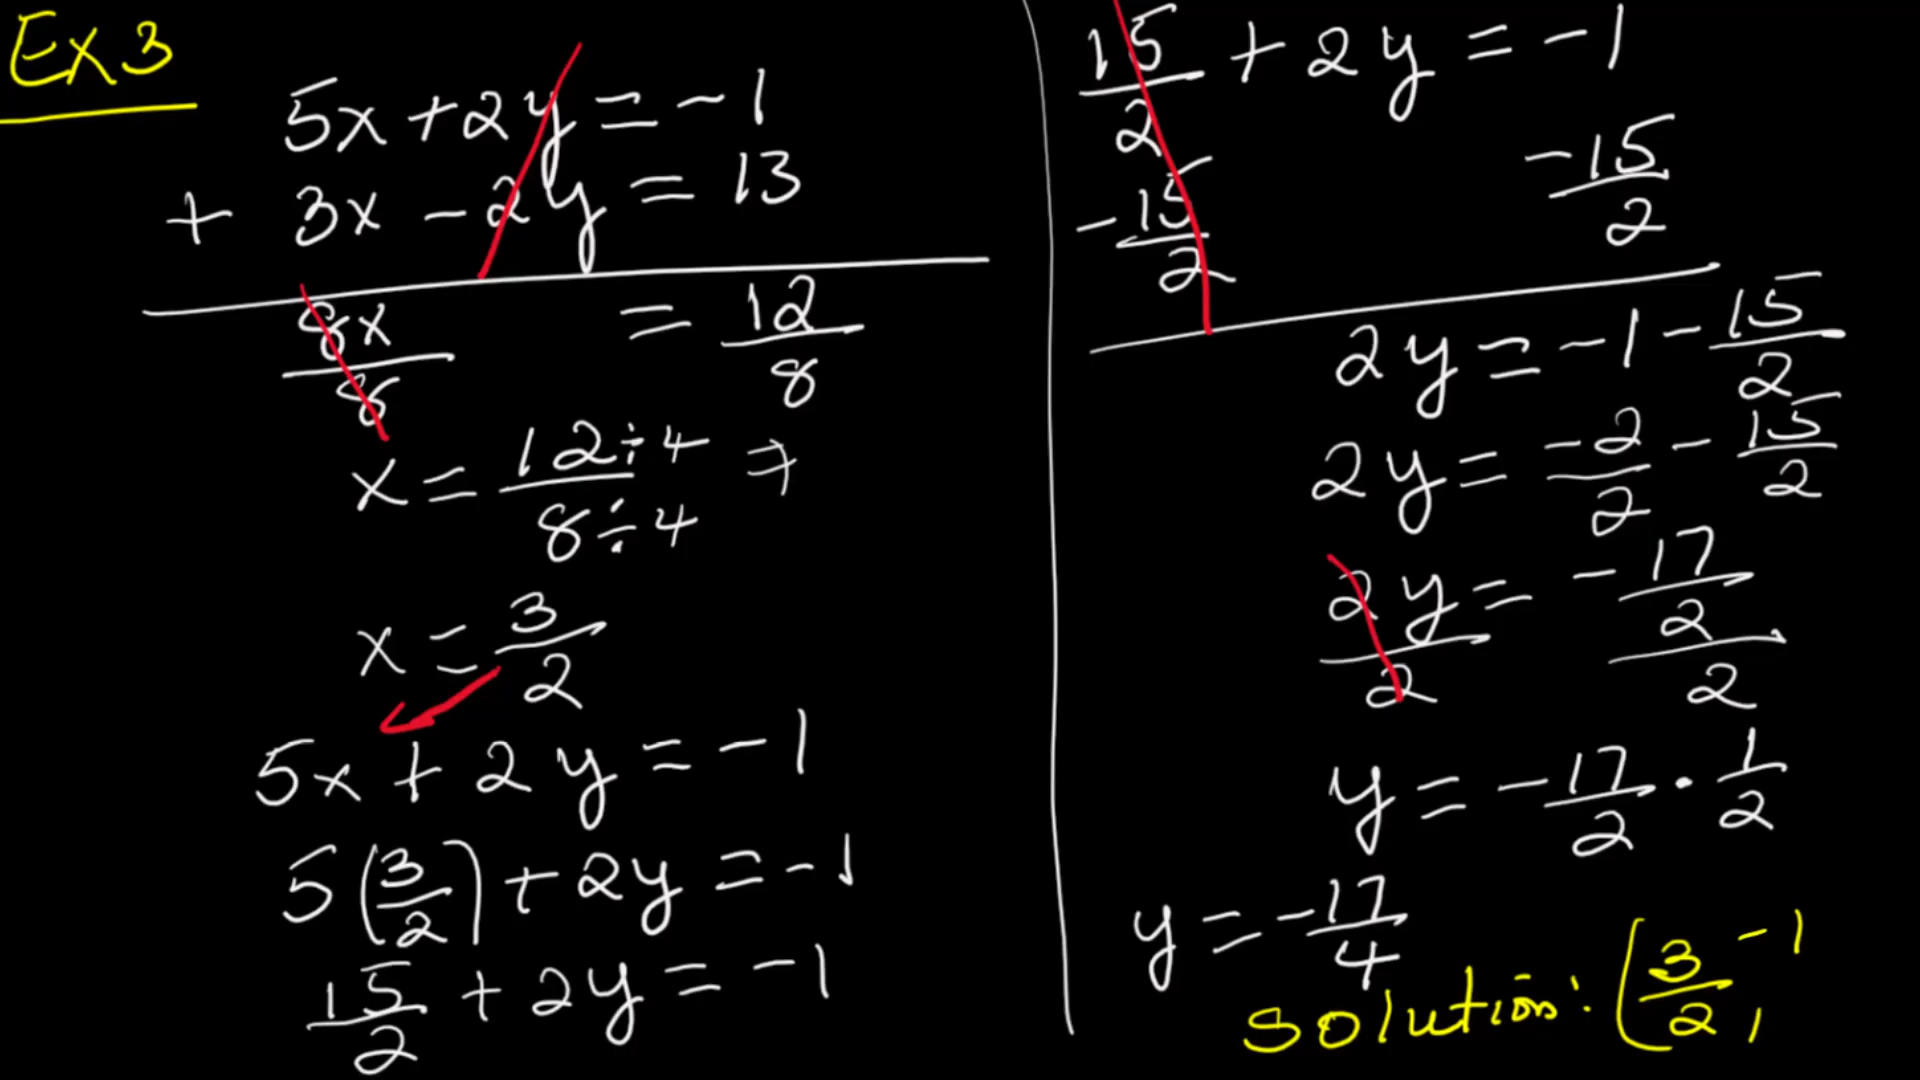 Ex3
5x + 2y = -1
+ 3x - 2y = 13
8x/8 = 12/8
x = 12÷4/8÷4 ⇒
x = 3/2
5x + 2y = -1
5(3/2) + 2y = -1
15/2 + 2y = -1
15/2 + 2y = -1
-15/2 -15/2
2y = -1 - 15/2
2y = -2/2 - 15/2
2y/2 = -17/2/2
y = -17/2 · 1/2
y = -17/4
Solution: (3/2, -1